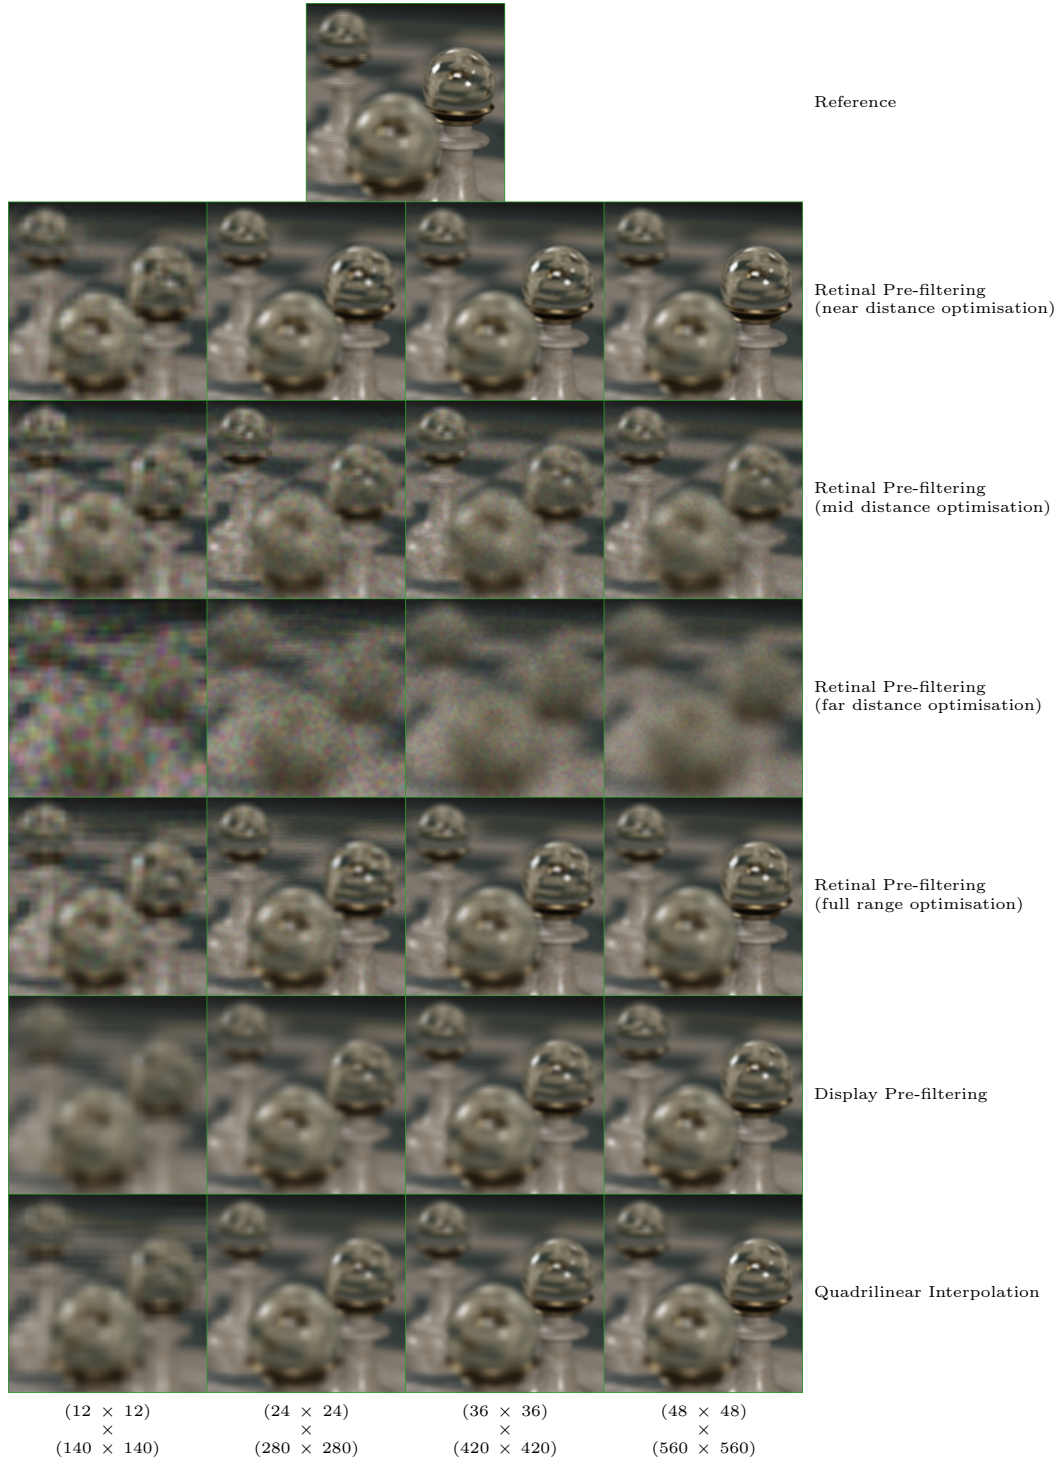 Reference
Retinal Pre-filtering
(near distance optimisation)
Retinal Pre-filtering
(mid distance optimisation)
Retinal Pre-filtering
(far distance optimisation)
Retinal Pre-filtering
(full range optimisation)
Display Pre-filtering
Quadrilinear Interpolation
(12 × 12)
×
(140 × 140)
(24 × 24)
×
(280 × 280)
(36 × 36)
×
(420 × 420)
(48 × 48)
×
(560 × 560)